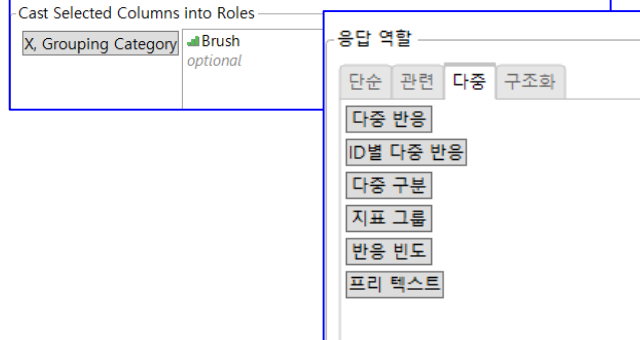 Cast Selected Columns into Roles
X, Grouping Category
Brush
optional
응답 역할
단순 관련 다중 구조화
다중 반응
ID별 다중 반응
다중 구분
지표 그룹
반응 빈도
프리 텍스트